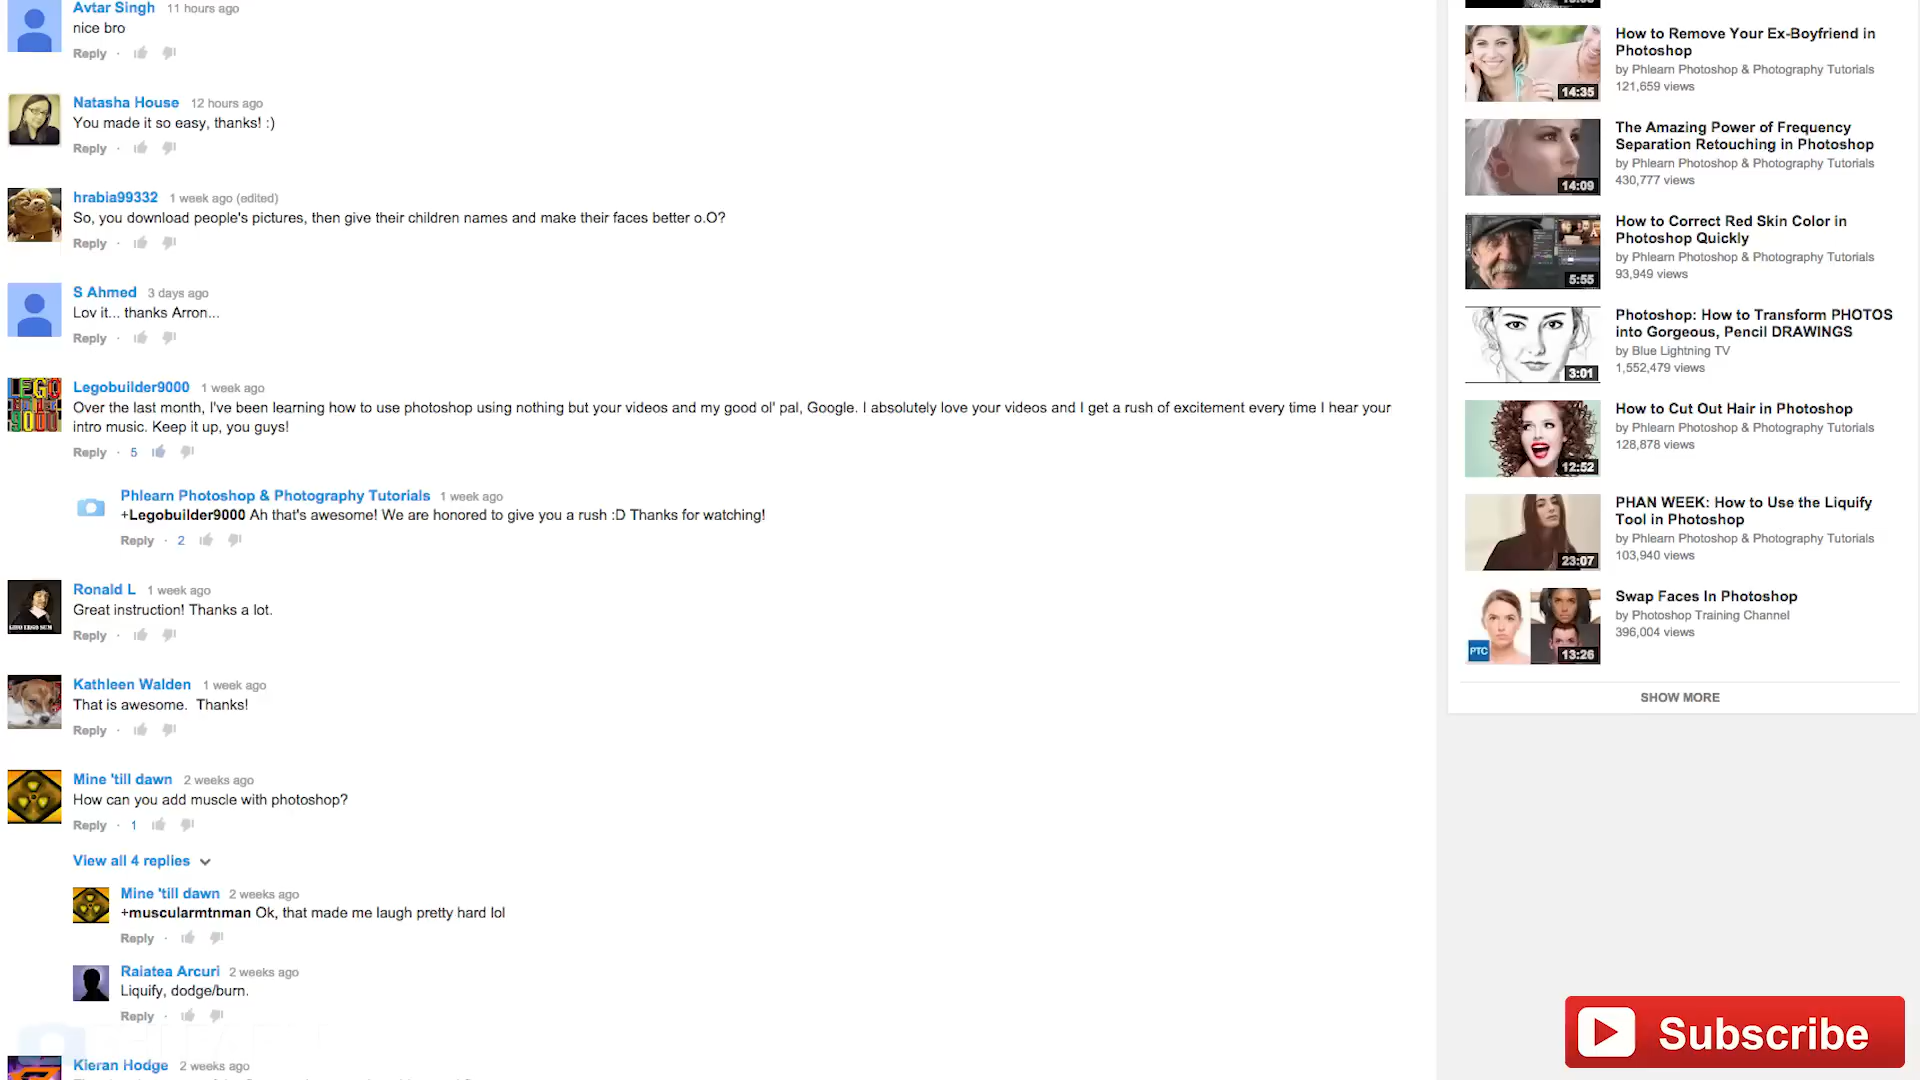 Avtar Singh 11 hours ago
nice bro
Reply ·
Natasha House 12 hours ago
You made it so easy, thanks! :)
Reply ·
hrabia99332 1 week ago (edited)
So, you download people's pictures, then give their children names and make their faces better o.O?
Reply ·
S Ahmed 3 days ago
Lov it... thanks Arron...
Reply ·
Legobuilder9000 1 week ago
Over the last month, I've been learning how to use photoshop using nothing but your videos and my good ol' pal, Google. I absolutely love your videos and I get a rush of excitement every time I hear your
intro music. Keep it up, you guys!
Reply · 5
Phlearn Photoshop & Photography Tutorials 1 week ago
+Legobuilder9000 Ah that's awesome! We are honored to give you a rush :D Thanks for watching!
Reply · 2
Ronald L 1 week ago
Great instruction! Thanks a lot.
Reply ·
Kathleen Walden 1 week ago
That is awesome.  Thanks!
Reply ·
Mine 'till dawn 2 weeks ago
How can you add muscle with photoshop?
Reply · 1
View all 4 replies
Mine 'till dawn 2 weeks ago
+muscularmtnman Ok, that made me laugh pretty hard lol
Reply ·
Raiatea Arcuri 2 weeks ago
Liquify, dodge/burn.
Reply ·
Kieran Hodge 2 weeks ago
How to Remove Your Ex-Boyfriend in
Photoshop
by Phlearn Photoshop & Photography Tutorials
121,659 views
14:35
The Amazing Power of Frequency
Separation Retouching in Photoshop
by Phlearn Photoshop & Photography Tutorials
430,777 views
14:09
How to Correct Red Skin Color in
Photoshop Quickly
by Phlearn Photoshop & Photography Tutorials
93,949 views
5:55
Photoshop: How to Transform PHOTOS
into Gorgeous, Pencil DRAWINGS
by Blue Lightning TV
1,552,479 views
3:01
How to Cut Out Hair in Photoshop
by Phlearn Photoshop & Photography Tutorials
128,878 views
12:52
PHAN WEEK: How to Use the Liquify
Tool in Photoshop
by Phlearn Photoshop & Photography Tutorials
103,940 views
23:07
Swap Faces In Photoshop
by Photoshop Training Channel
396,004 views
PTC
13:26
SHOW MORE
Subscribe